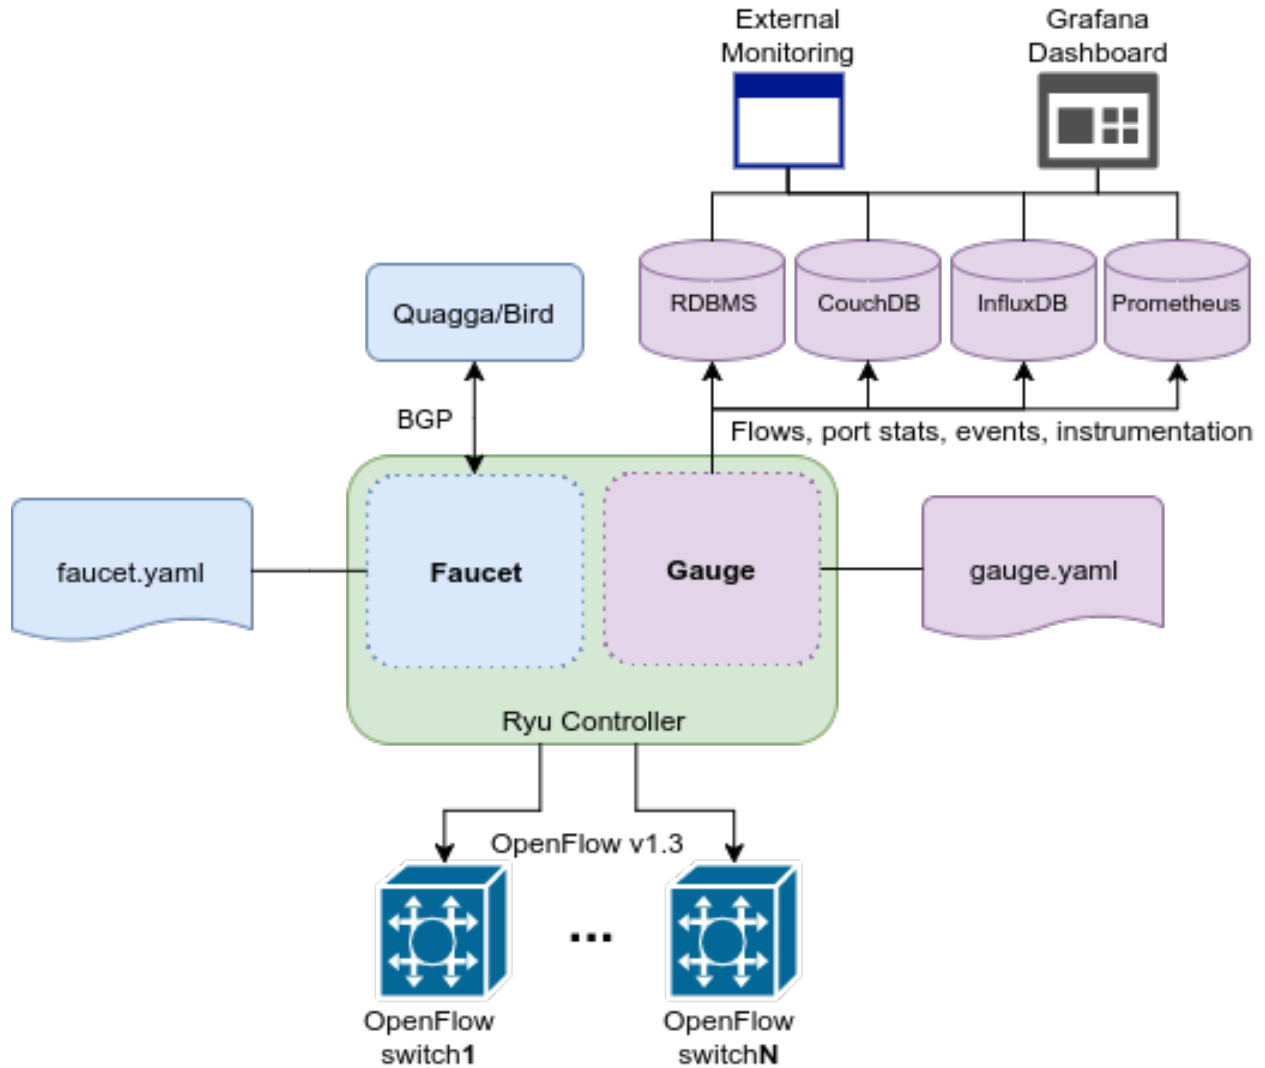 External
Monitoring
Grafana
Dashboard
RDBMS
CouchDB
InfluxDB
Prometheus
Quagga/Bird
BGP
Flows, port stats, events, instrumentation
faucet.yaml
Faucet
Gauge
gauge.yaml
Ryu Controller
OpenFlow v1.3
...
OpenFlow
switch1
OpenFlow
switchN